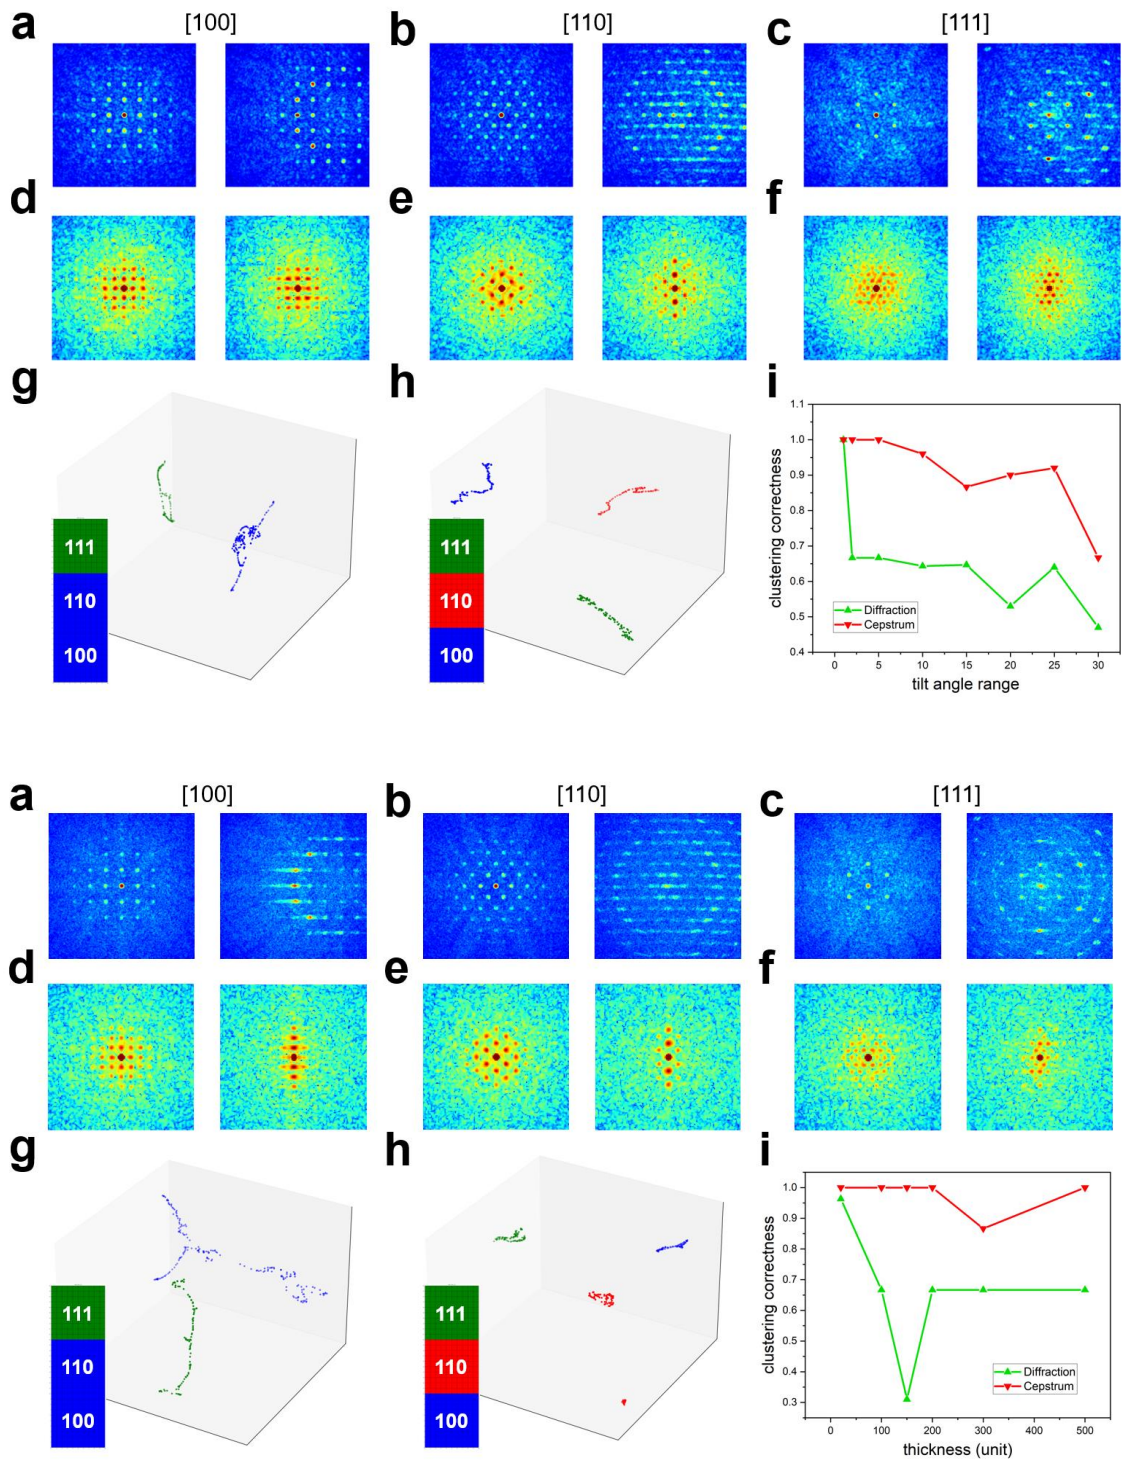 a [100] b [110] c [111]
d e f
g h i
111
110
100
111
110
100
clustering correctness
1.1
1.0
0.9
0.8
0.7
0.6
0.5
0.4
Diffraction
Cepstrum
0 5 10 15 20 25 30
tilt angle range
a [100] b [110] c [111]
d e f
g h i
111
110
100
111
110
100
clustering correctness
1.0
0.9
0.8
0.7
0.6
0.5
0.4
0.3
Diffraction
Cepstrum
0 100 200 300 400 500
thickness (unit)